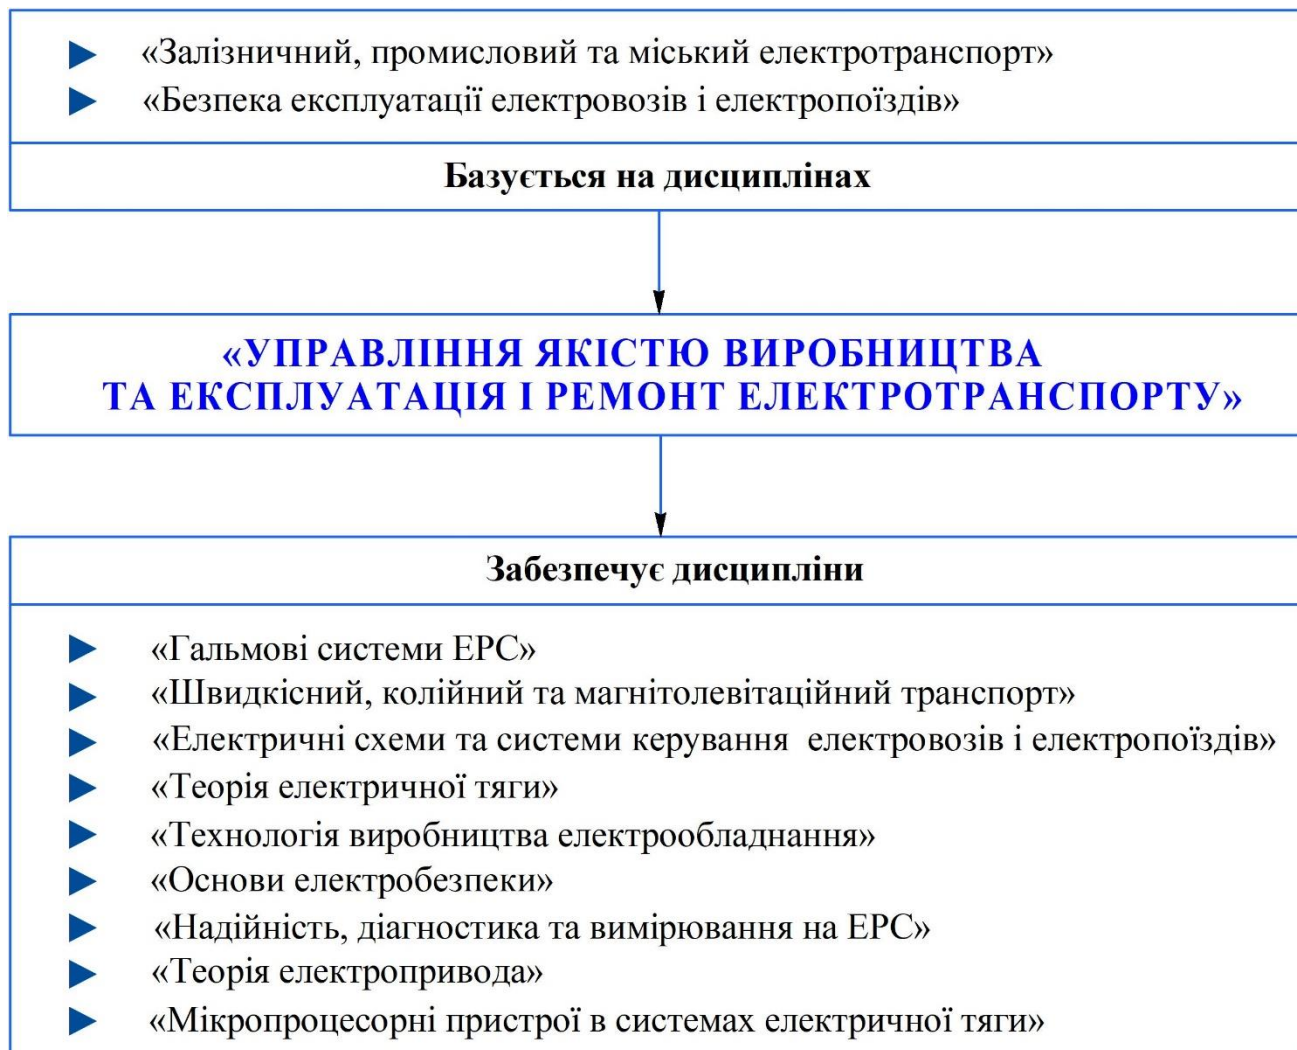 «Залізничний, промисловий та міський електротранспорт»
«Безпека експлуатації електровозів і електропоїздів»
Базується на дисциплінах
«УПРАВЛІННЯ ЯКІСТЮ ВИРОБНИЦТВА
ТА ЕКСПЛУАТАЦІЯ І РЕМОНТ ЕЛЕКТРОТРАНСПОРТУ»
Забезпечує дисципліни
«Гальмові системи ЕРС»
«Швидкісний, колійний та магнітолевітаційний транспорт»
«Електричні схеми та системи керування електровозів і електропоїздів»
«Теорія електричної тяги»
«Технологія виробництва електрообладнання»
«Основи електробезпеки»
«Надійність, діагностика та вимірювання на ЕРС»
«Теорія електропривода»
«Мікропроцесорні пристрої в системах електричної тяги»